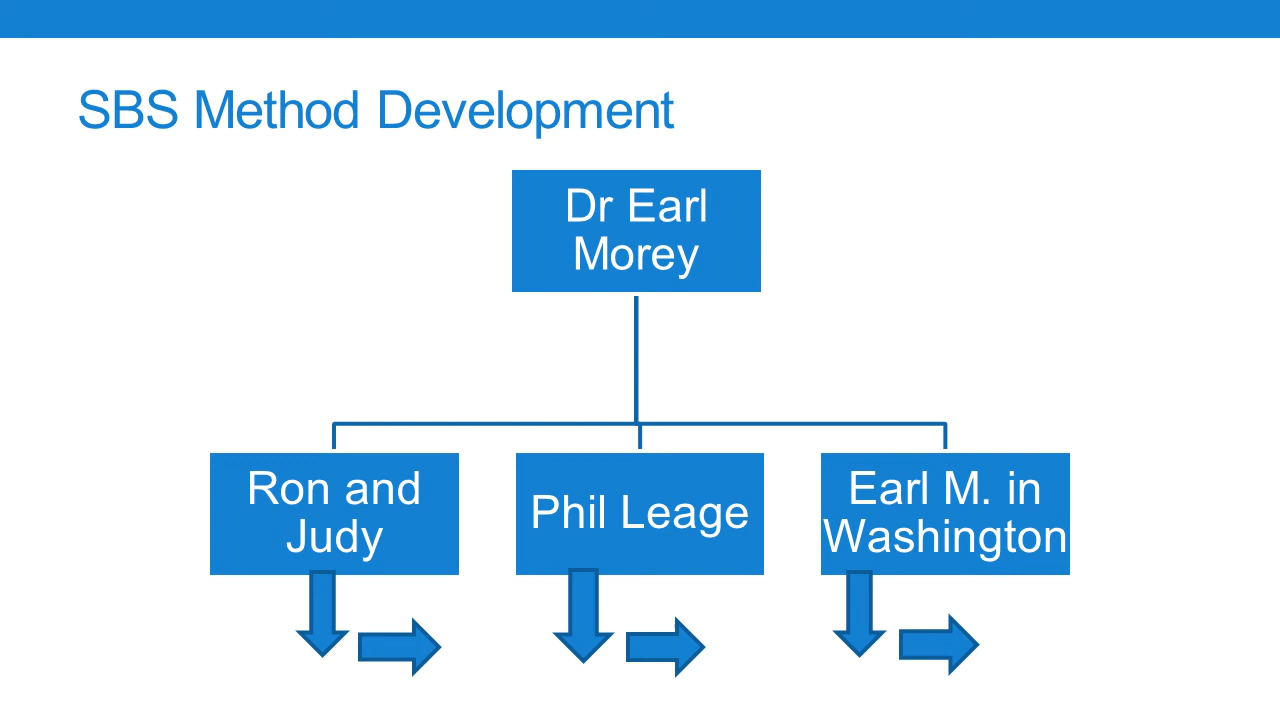 SBS Method Development
Dr Earl
Morey
Ron and
Judy
Phil Leage
Earl M. in
Washington